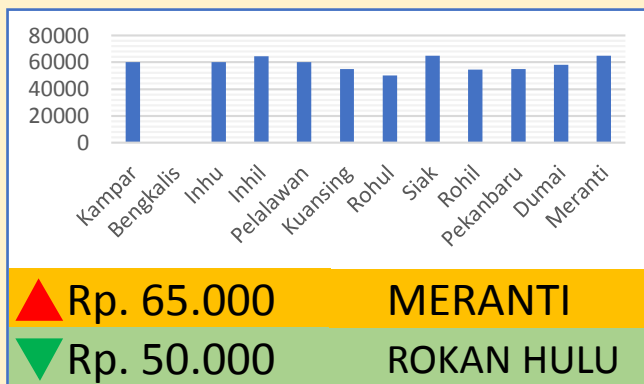 80000
60000
40000
20000
0
Kampar
Bengkalis
Inhu
Inhil
Pelalawan
Kuansing
Rohul
Siak
Rohil
Pekanbaru
Dumai
Meranti
Rp. 65.000 MERANTI
Rp. 50.000 ROKAN HULU